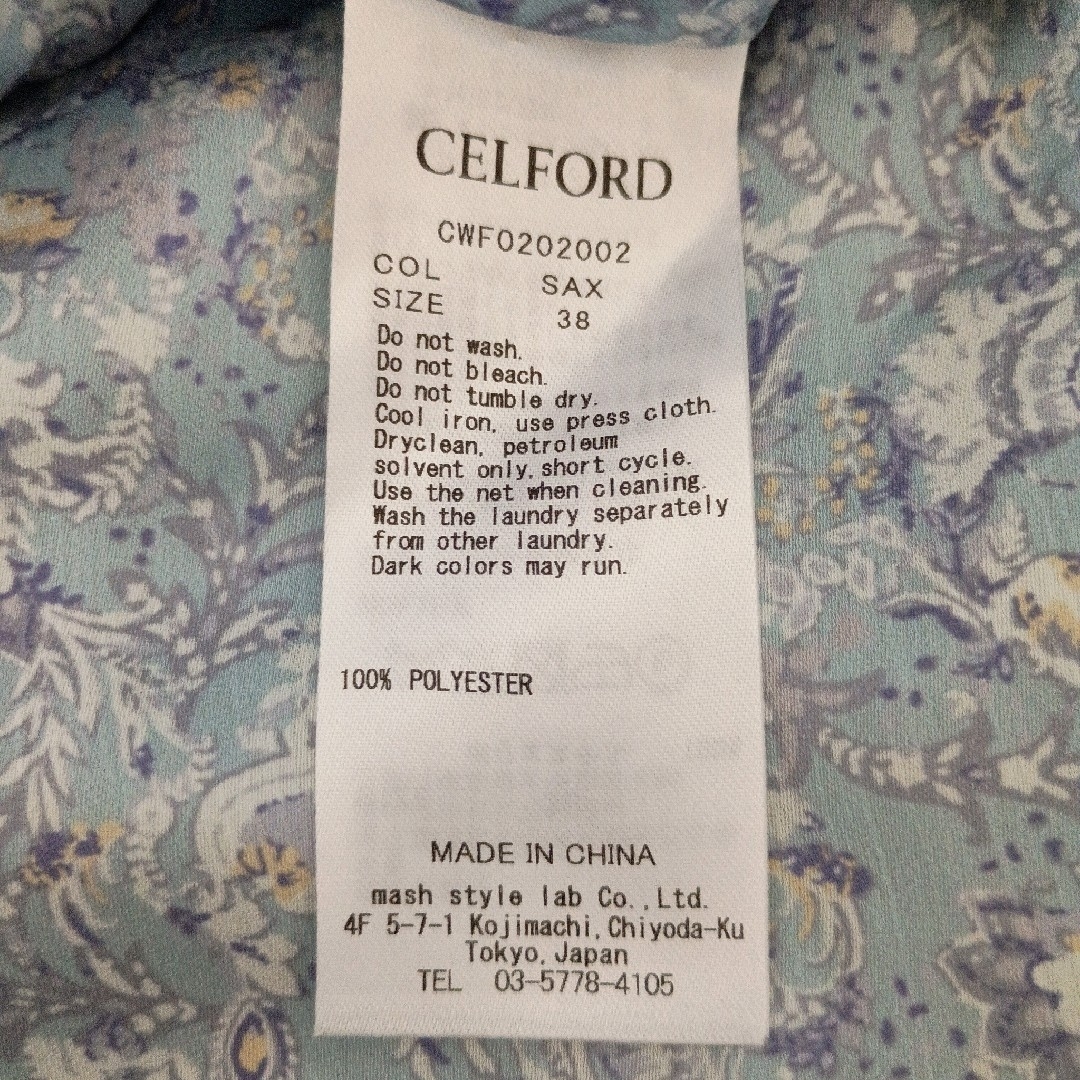 CELFORD
CWF0202002
COL SAX
SIZE 38
Do not wash.
Do not bleach.
Do not tumble dry.
Cool iron, use press cloth.
Dryclean, petroleum
solvent only, short cycle.
Use the net when cleaning.
Wash the laundry separately
from other laundry.
Dark colors may run.
100% POLYESTER
MADE IN CHINA
mash style lab Co.,Ltd.
4F 5-7-1 Kojimachi,Chiyoda-Ku
Tokyo,Japan
TEL 03-5778-4105